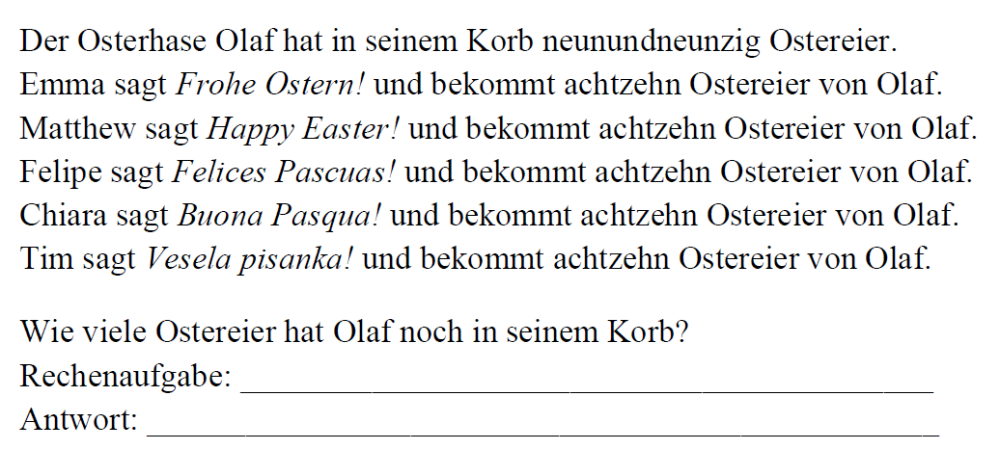 Der Osterhase Olaf hat in seinem Korb neunundneunzig Ostereier.
Emma sagt Frohe Ostern! und bekommt achtzehn Ostereier von Olaf.
Matthew sagt Happy Easter! und bekommt achtzehn Ostereier von Olaf.
Felipe sagt Felices Pascuas! und bekommt achtzehn Ostereier von Olaf.
Chiara sagt Buona Pasqua! und bekommt achtzehn Ostereier von Olaf.
Tim sagt Vesela pisanka! und bekommt achtzehn Ostereier von Olaf.
Wie viele Ostereier hat Olaf noch in seinem Korb?
Rechenaufgabe: ___________________________________________
Antwort: ___________________________________________